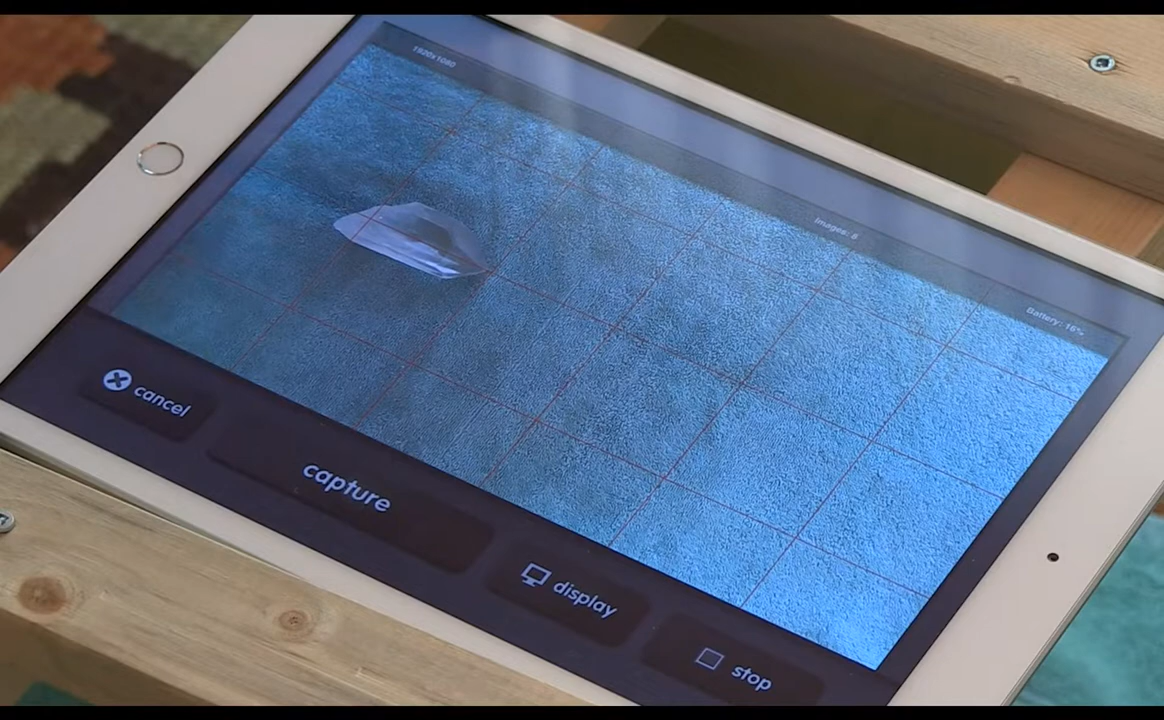 1920x1080
Images: 6
Battery: 16%
cancel
capture
display
stop